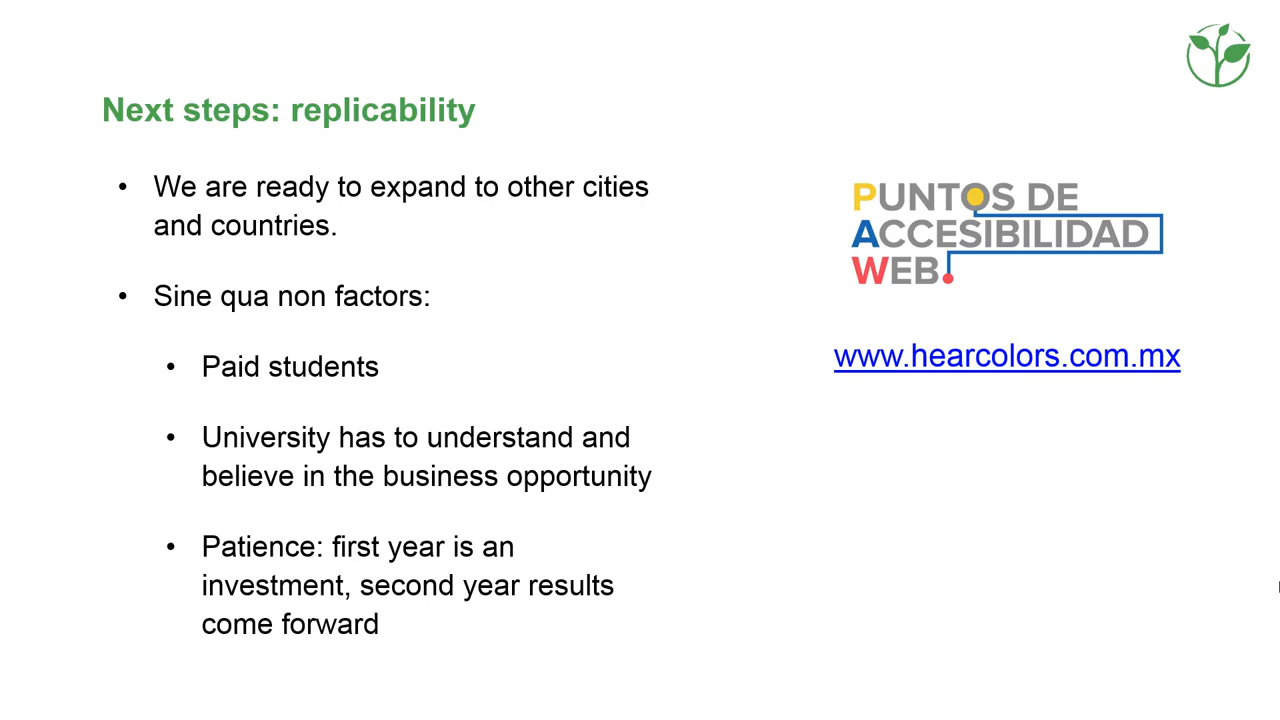 Next steps: replicability
• We are ready to expand to other cities
and countries.
• Sine qua non factors:
• Paid students
• University has to understand and
believe in the business opportunity
• Patience: first year is an
investment, second year results
come forward
PUNTOS DE
ACCESIBILIDAD
WEB
www.hearcolors.com.mx